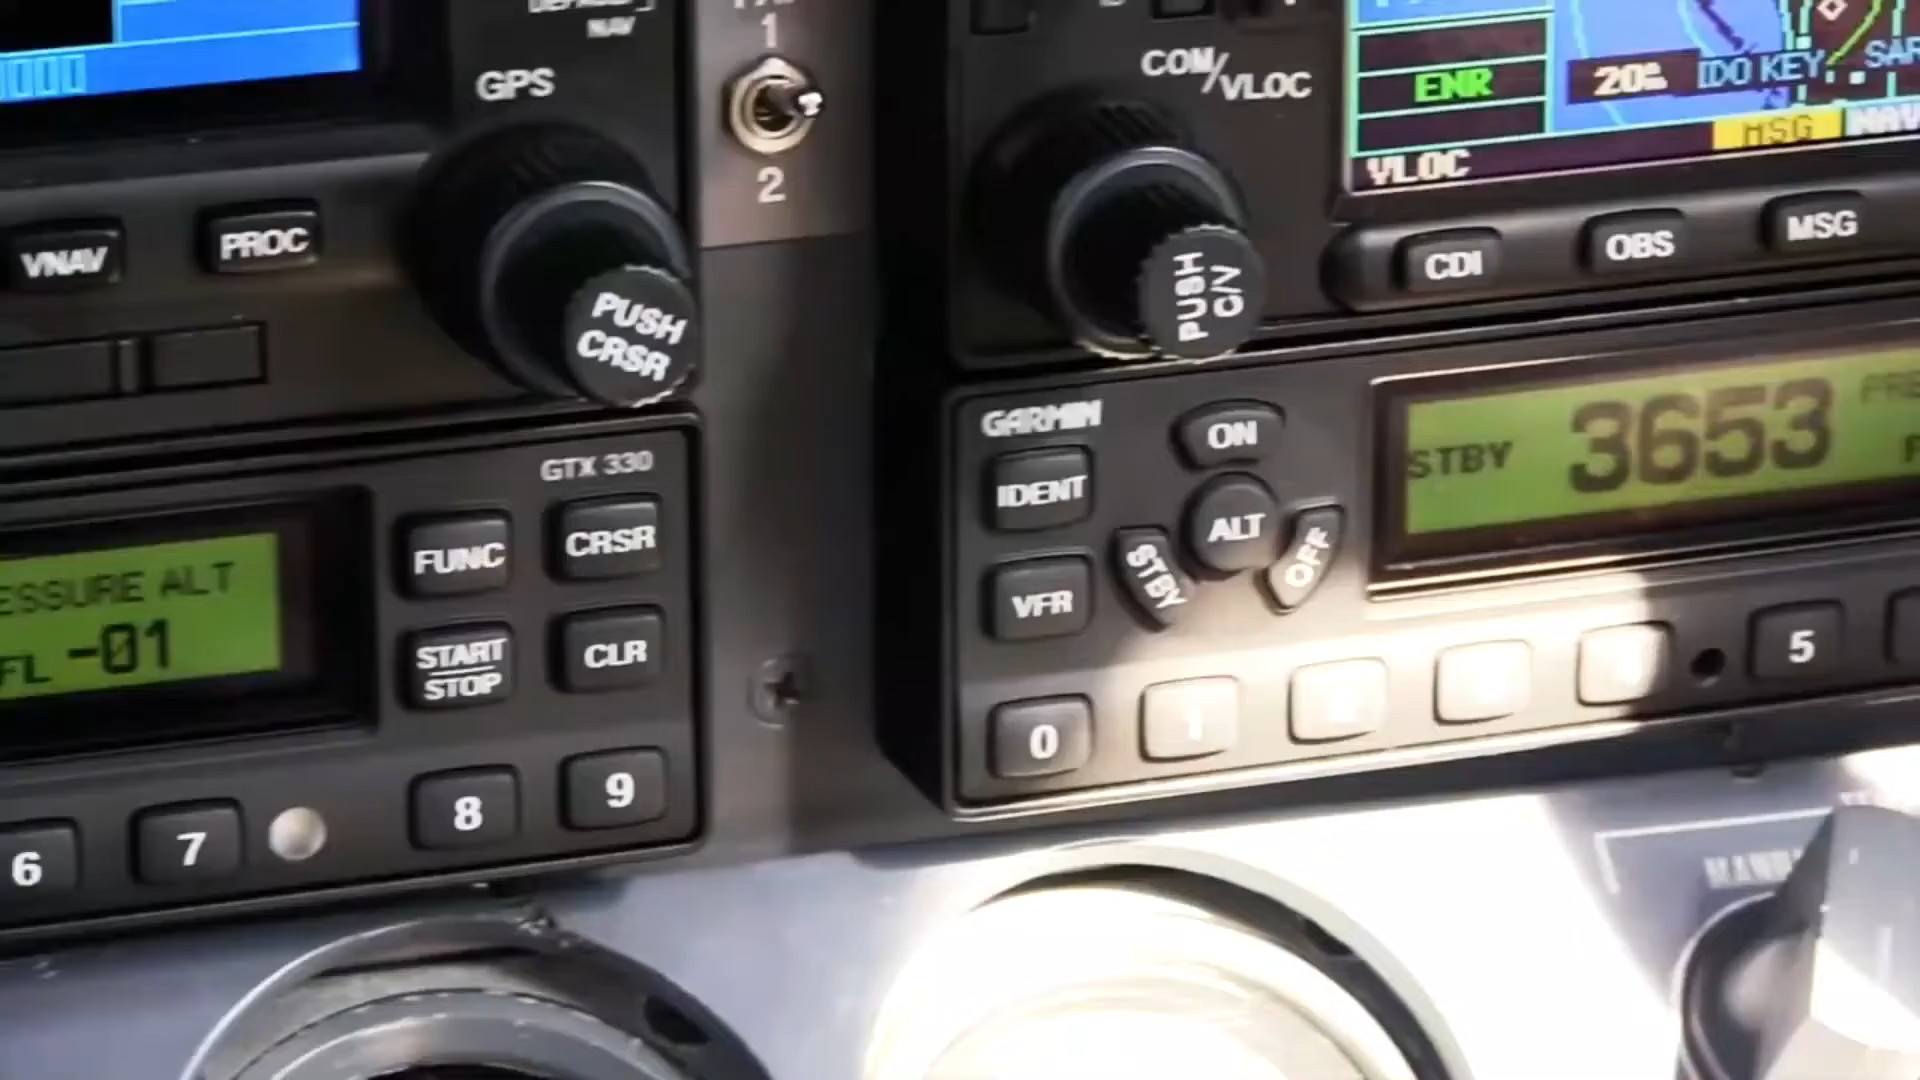 NAV
GPS
VNAV
PROC
PUSH
CRSR
1
2
COM/VLOC
PUSH
C/V
ENR
20
IDO KEY
MSG
VLOC
CDI
OBS
MSG
GTX 330
ESSURE ALT
FL -01
FUNC
CRSR
START
STOP
CLR
6
7
8
9
GARMIN
IDENT
ON
ALT
STBY
OFF
VFR
STBY
3653
0
1
5